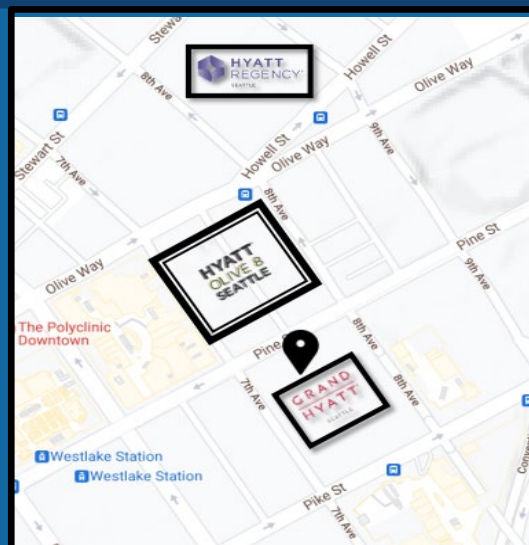 Stewart St
8th Ave
HYATT
REGENCY
SEATTLE
Howell St
Olive Way
Stewart St
7th Ave
Howell St
Olive Way
9th Ave
8th Ave
HYATT
OLIVE 8
SEATTLE
Pine St
9th Ave
Olive Way
The Polyclinic
Downtown
Pine St
8th Ave
7th Ave
GRAND
HYATT
SEATTLE
8th Ave
Westlake Station
Westlake Station
Pike St
7th Ave